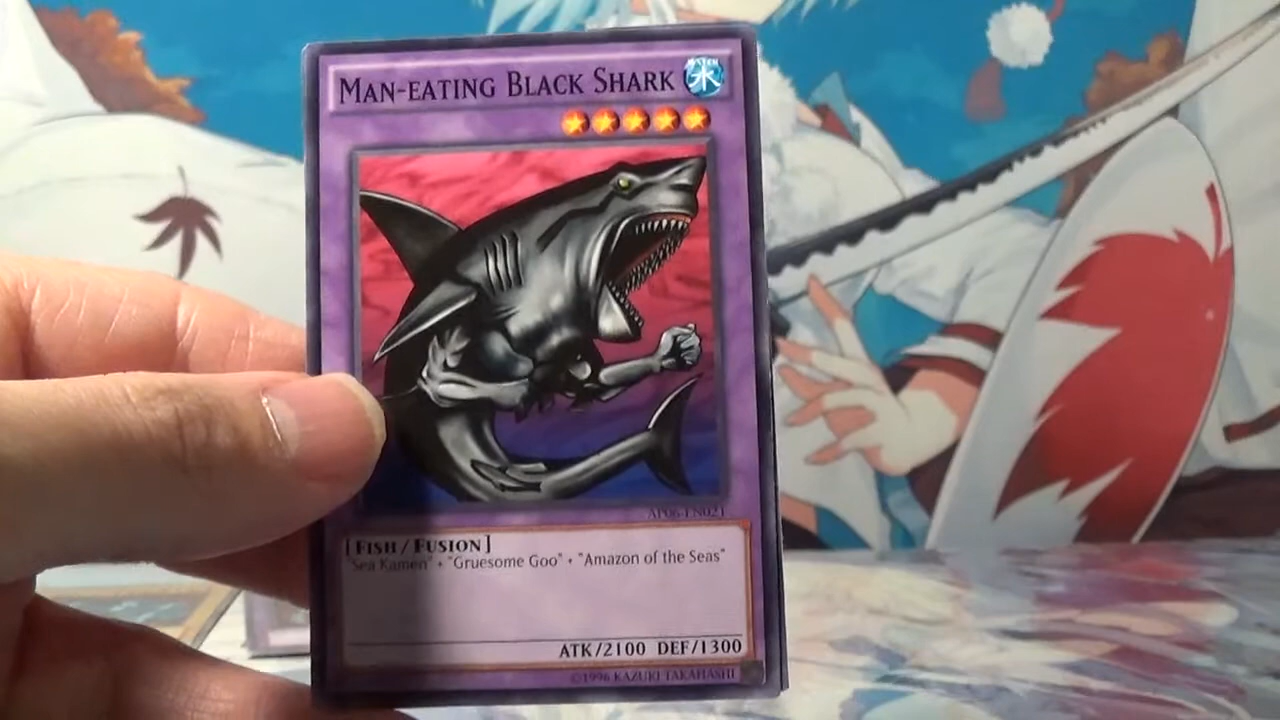 MAN-EATING BLACK SHARK
WATER
水
AP06-EN021
[FISH / FUSION]
"Sea Kamen" + "Gruesome Goo" + "Amazon of the Seas"
ATK/2100 DEF/1300
©1996 KAZUKI TAKAHASHI